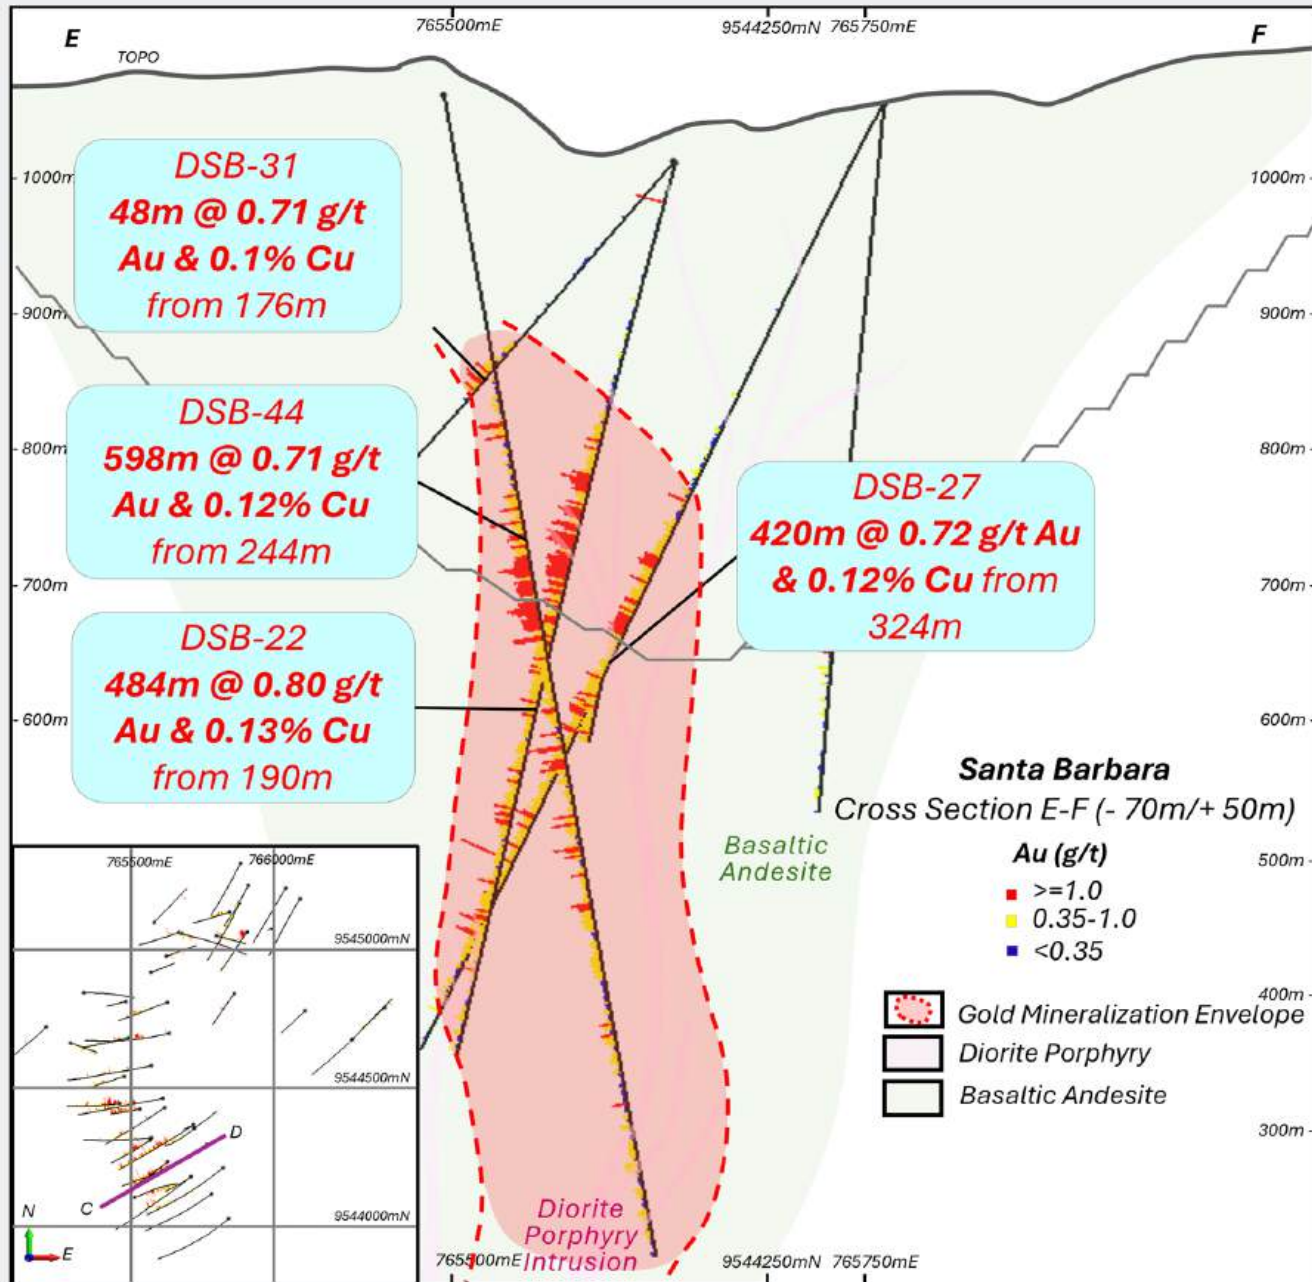 765500mE
9544250mN 765750mE
E
F
TOPO
1000m
1000m
DSB-31
48m @ 0.71 g/t
Au & 0.1% Cu
from 176m
900m
900m
DSB-44
598m @ 0.71 g/t
Au & 0.12% Cu
from 244m
800m
800m
DSB-27
420m @ 0.72 g/t Au
& 0.12% Cu from
324m
700m
700m
DSB-22
484m @ 0.80 g/t
Au & 0.13% Cu
from 190m
600m
600m
Santa Barbara
Cross Section E-F (- 70m/+ 50m)
Au (g/t)
>=1.0
0.35-1.0
<0.35
Basaltic
Andesite
500m
400m
Gold Mineralization Envelope
Diorite Porphyry
Basaltic Andesite
300m
765500mE
766000mE
9545000mN
9544500mN
D
C
9544000mN
N
E
Diorite
Porphyry
Intrusion
765500mE
9544250mN 765750mE